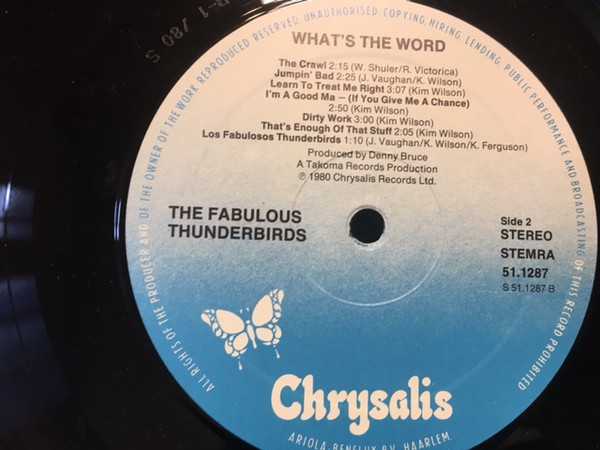 WHAT'S THE WORD
The Crawl 2:15 (W. Shuler/R. Victorica)
Jumpin' Bad 2:25 (J. Vaughan/K. Wilson)
Learn To Treat Me Right 3:07 (Kim Wilson)
I'm A Good Ma – (If You Give Me A Chance)
2:50 (Kim Wilson)
Dirty Work 3:00 (Kim Wilson)
That's Enough Of That Stuff 2:05 (Kim Wilson)
Los Fabulosos Thunderbirds 1:10 (J. Vaughan/K. Wilson/K. Ferguson)
Produced by Denny Bruce
A Takoma Records Production
℗ 1980 Chrysalis Records Ltd.
THE FABULOUS
THUNDERBIRDS
Side 2
STEREO
STEMRA
51.1287
S 51.1287 B
Chrysalis
ARIOLA-BENELUX B.V. HAARLEM.
ALL RIGHTS OF THE PRODUCER AND OF THE OWNER OF THE WORK REPRODUCED RESERVED UNAUTHORISED COPYING, HIRING, LENDING, PUBLIC PERFORMANCE AND BROADCASTING OF THIS RECORD PROHIBITED